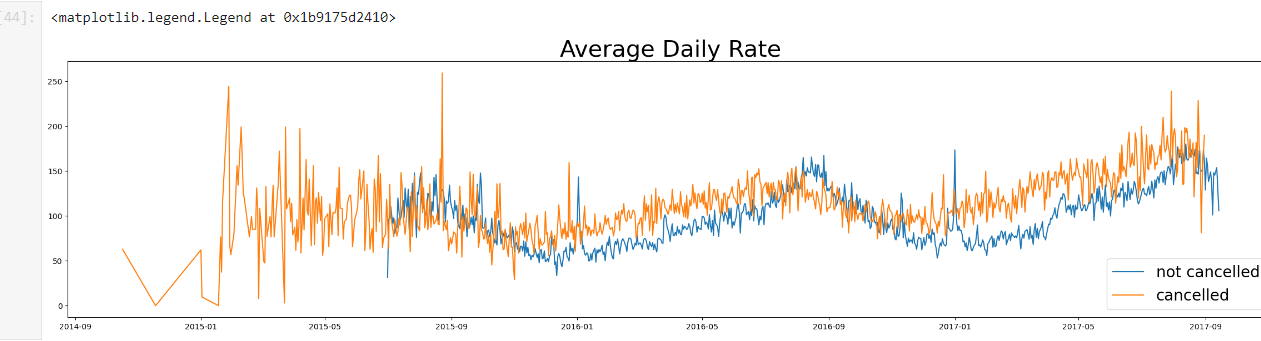 [44]: <matplotlib.legend.Legend at 0x1b9175d2410>
Average Daily Rate
250
200
150
100
50
0
2014-09 2015-01 2015-05 2015-09 2016-01 2016-05 2016-09 2017-01 2017-05 2017-09
not cancelled
cancelled